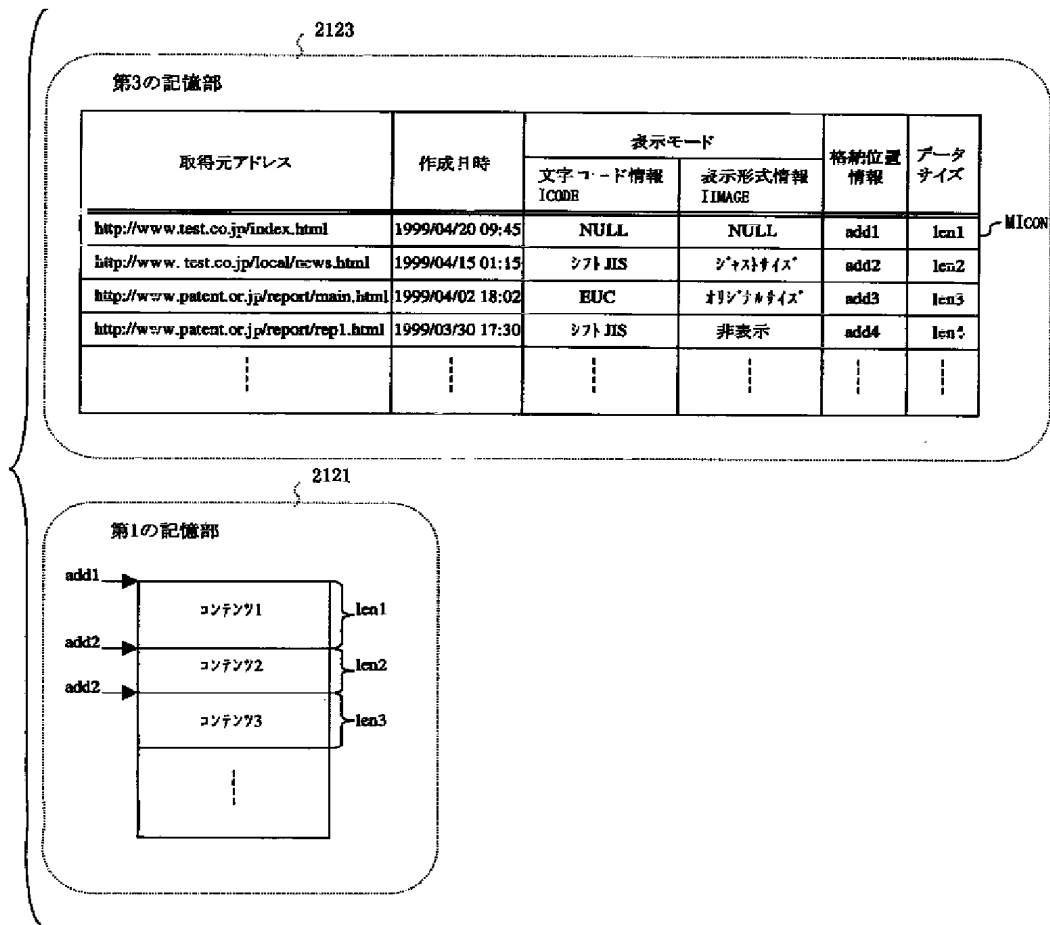 2123
第3の記憶部
取得元アドレス
作成日時
表示モード
文字コード情報
ICODE
表示形式情報
IIMAGE
格納位置
情報
データ
サイズ
http://www.test.co.jp/index.html 1999/04/20 09:45 NULL NULL add1 len1
MICON
http://www.test.co.jp/local/news.html 1999/04/15 01:15 ｼﾌﾄJIS ｼﾞｬｽﾄｻｲｽﾞ add2 len2
http://www.patent.or.jp/report/main.html 1999/04/02 18:02 EUC ｵﾘｼﾞﾅﾙｻｲｽﾞ add3 len3
http://www.patent.or.jp/report/rep1.html 1999/03/30 17:30 ｼﾌﾄJIS 非表示 add4
2121
第1の記憶部
add1
ｺﾝﾃﾝﾂ1
len1
add2
ｺﾝﾃﾝﾂ2
len2
add2
ｺﾝﾃﾝﾂ3
len3